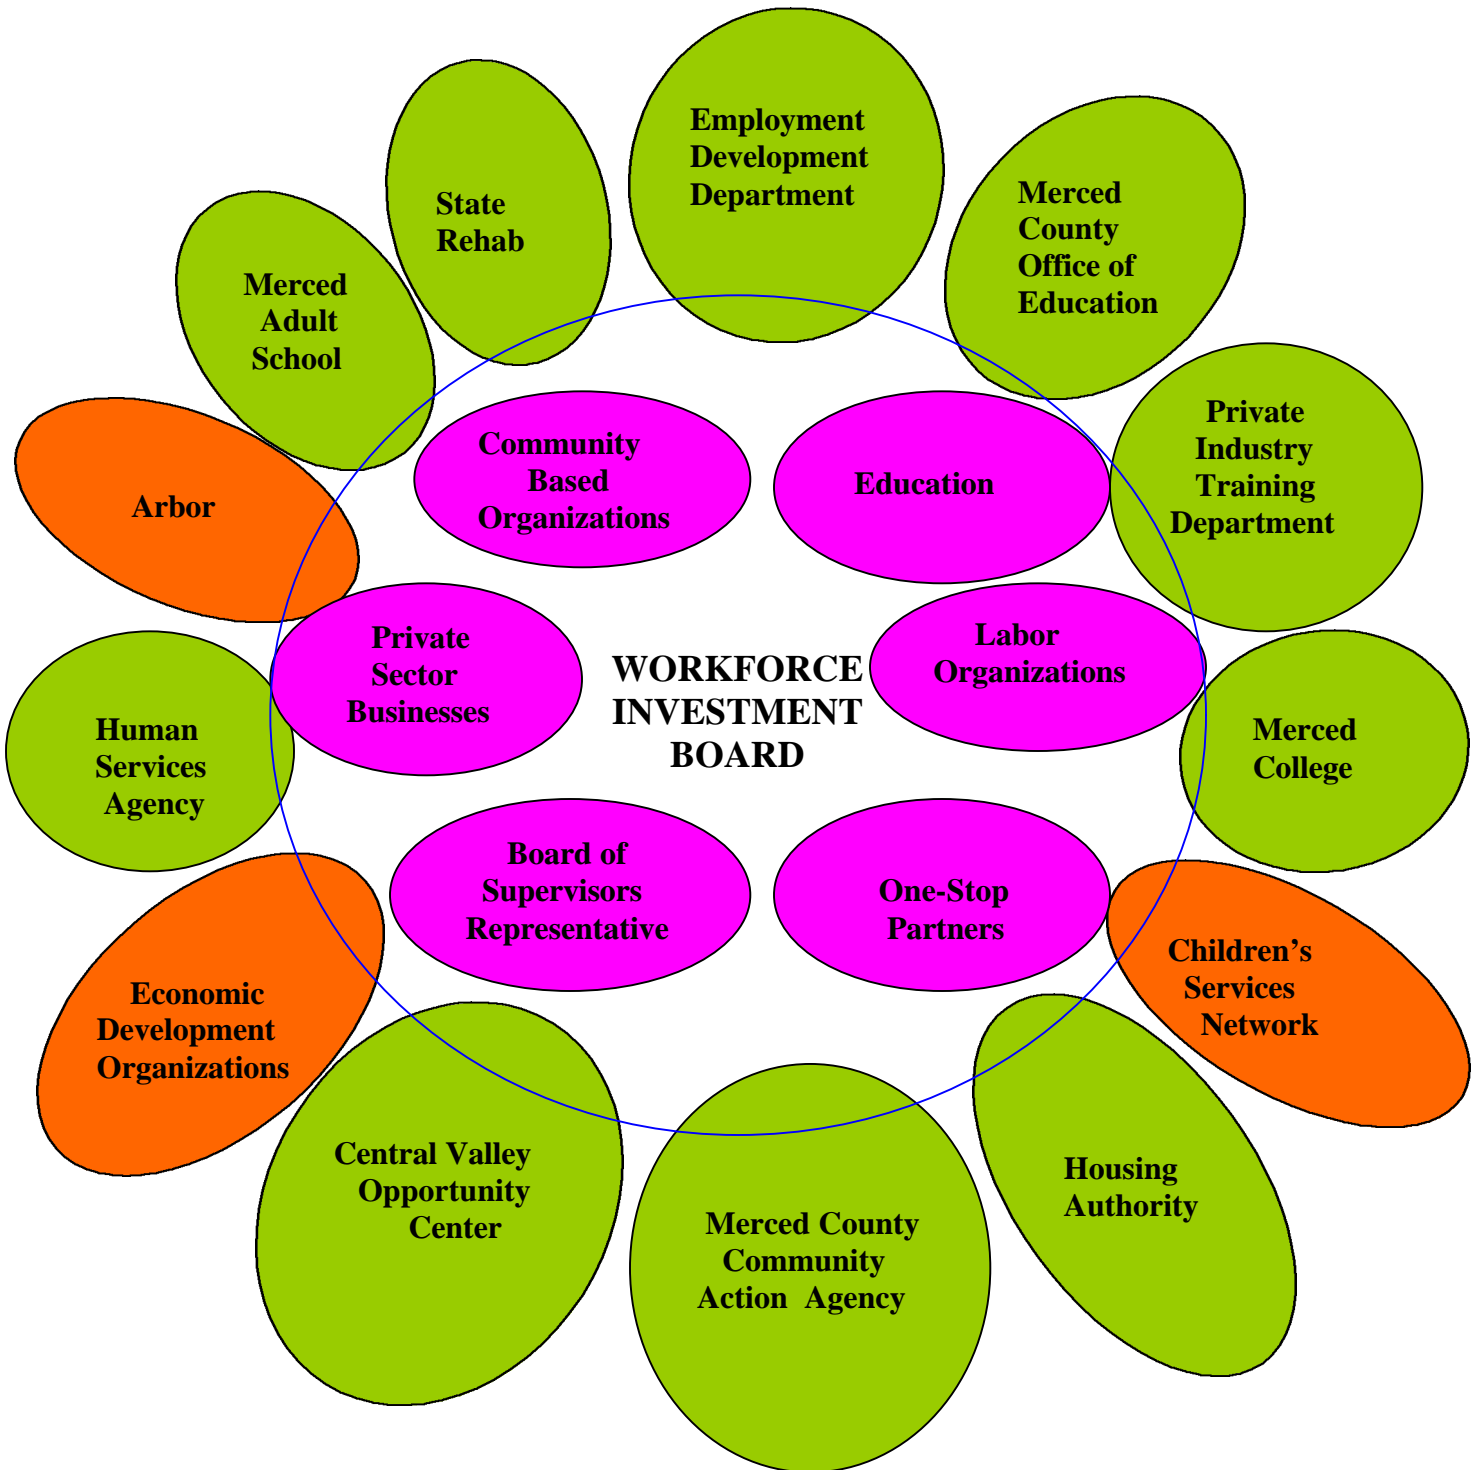 Employment
Development
Department
State
Rehab
Merced
County
Office of
Education
Merced
Adult
School
Private
Industry
Training
Department
Community
Based
Organizations
Education
Arbor
Private
Sector
Businesses
WORKFORCE
INVESTMENT
BOARD
Labor
Organizations
Human
Services
Agency
Merced
College
Board of
Supervisors
Representative
One-Stop
Partners
Children’s
Services
Network
Economic
Development
Organizations
Central Valley
Opportunity
Center
Merced County
Community
Action Agency
Housing
Authority